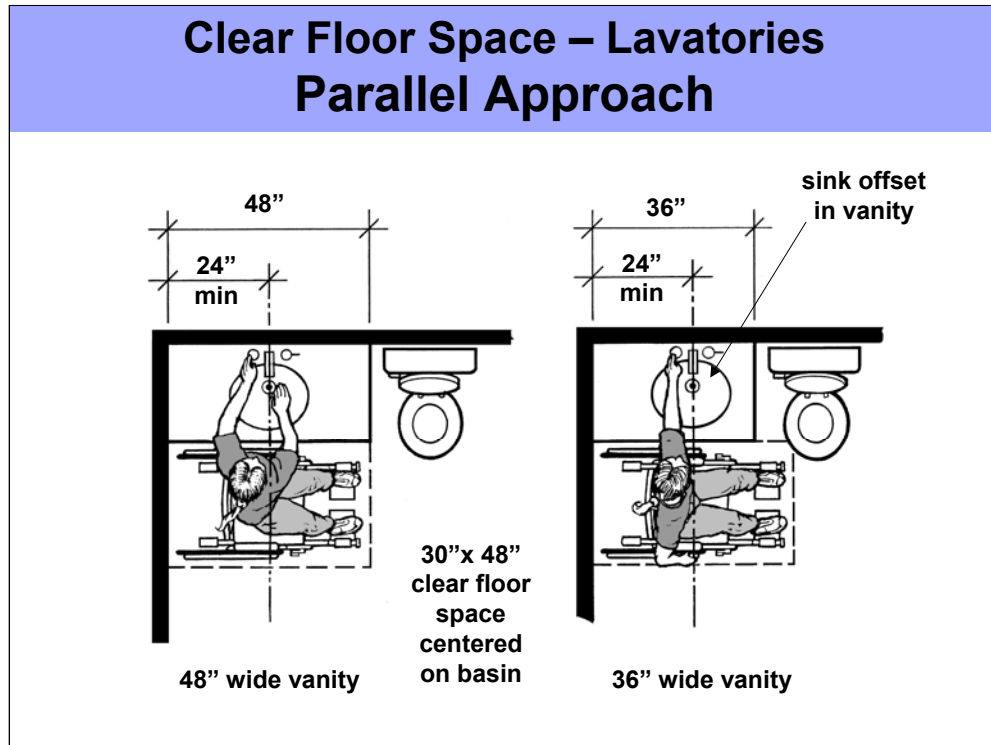 Clear Floor Space – Lavatories
Parallel Approach
48”
24”
min
36”
24”
min
sink offset
in vanity
30”x 48”
clear floor
space
centered
on basin
48” wide vanity
36” wide vanity